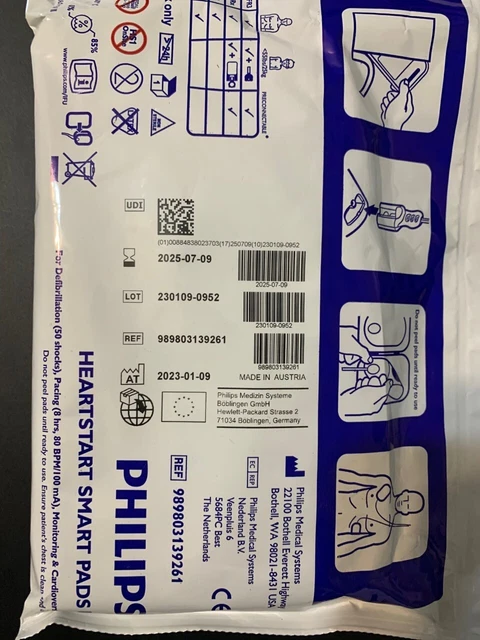 UDI
(01)00884838023703(17)250709(10)230109-0952
2025-07-09
2025-07-09
LOT
230109-0952
230109-0952
REF
989803139261
989803139261
AT
2023-01-09
MADE IN AUSTRIA
Philips Medizin Systeme
Böblingen GmbH
Hewlett-Packard Strasse 2
71034 Böblingen, Germany
PHILIPS
HEARTSTART SMART PADS
For Defibrillation (50 shocks), Pacing (8 hrs, 80 BPM/100 mA), Monitoring & Cardiover
Do not peel pads until ready to use. Ensure patient's chest is clean and
REF 989803139261
Philips Medical Systems
22100 Bothell Everett Highway
Bothell, WA 98021-8431 USA
EC REP
Philips Medical Systems
Nederland B.V.
Veenpluis 6
5684PC Best
The Netherlands
CE
www.philips.com/IFU
85%
only
>24h
PRECONNECTABLE
Do not peel pads until ready to use